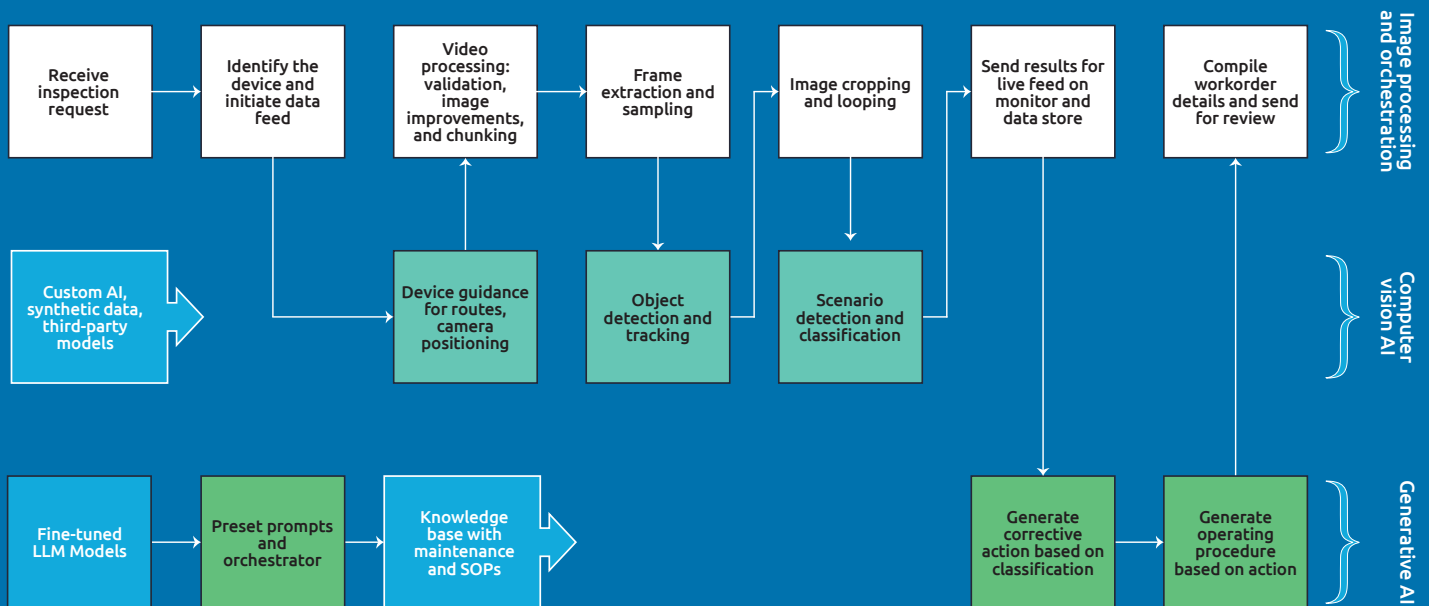 Receive
inspection
request
Identify the
device and
initiate data
feed
Video
processing:
validation,
image
improvements,
and chunking
Frame
extraction and
sampling
Image cropping
and looping
Send results for
live feed on
monitor and
data store
Compile
workorder
details and send
for review
Image processing
and orchestration
Custom AI,
synthetic data,
third-party
models
Device guidance
for routes,
camera
positioning
Object
detection and
tracking
Scenario
detection and
classification
Computer
vision AI
Fine-tuned
LLM Models
Preset prompts
and
orchestrator
Knowledge
base with
maintenance
and SOPs
Generate
corrective
action based on
classification
Generate
operating
procedure
based on action
Generative AI